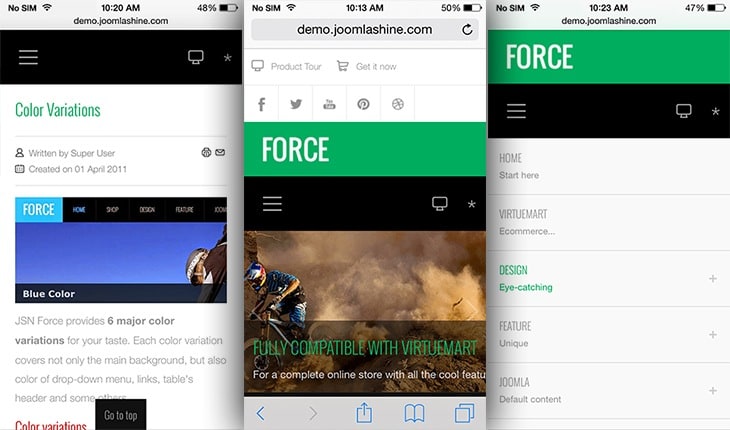 No SIM 10:20 AM 48%
demo.joomlashine.com
Color Variations
Written by Super User
Created on 01 April 2011
FORCE HOME SHOP DESIGN FEATURE
Blue Color
JSN Force provides 6 major color
variations for your taste. Each color variation
covers not only the main background, but also
color of drop-down menu, links, table's
header and some others.
Color variations
Go to top
No SIM 10:13 AM 50%
demo.joomlashine.com
Product Tour Get it now
You Tube
FORCE
FULLY COMPATIBLE WITH VIRTUEMART
For a complete online store with all the cool featu
No SIM 10:23 AM 47%
demo.joomlashine.com
FORCE
HOME
Start here
VIRTUEMART
Ecommerce...
DESIGN
Eye-catching
FEATURE
Unique
JOOMLA
Default content